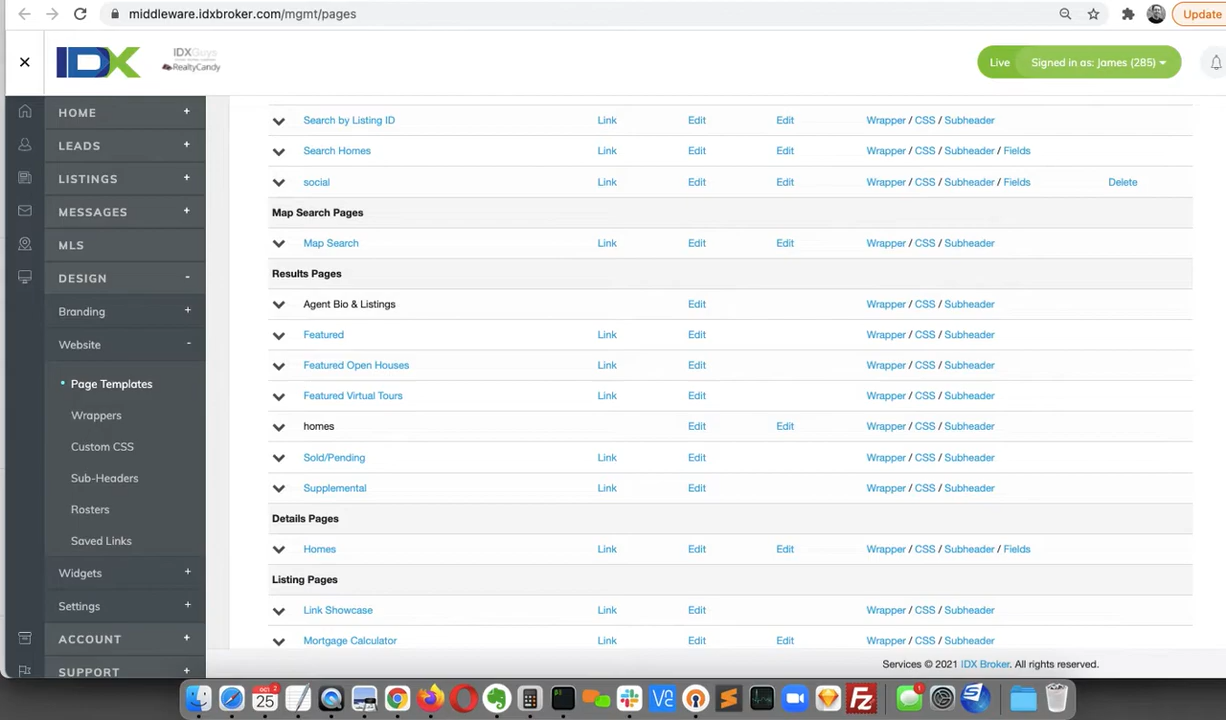 middleware.idxbroker.com/mgmt/pages
Update
IDX
IDXGuys
RealtyCandy
Live Signed in as: James (285)
HOME +
LEADS +
LISTINGS +
MESSAGES +
MLS
DESIGN -
Branding +
Website -
Page Templates
Wrappers
Custom CSS
Sub-Headers
Rosters
Saved Links
Widgets +
Settings +
ACCOUNT +
SUPPORT +
Search by Listing ID Link Edit Edit Wrapper / CSS / Subheader
Search Homes Link Edit Edit Wrapper / CSS / Subheader / Fields
social Link Edit Edit Wrapper / CSS / Subheader / Fields Delete
Map Search Pages
Map Search Link Edit Edit Wrapper / CSS / Subheader
Results Pages
Agent Bio & Listings Edit Wrapper / CSS / Subheader
Featured Link Edit Wrapper / CSS / Subheader
Featured Open Houses Link Edit Wrapper / CSS / Subheader
Featured Virtual Tours Link Edit Wrapper / CSS / Subheader
homes Edit Edit Wrapper / CSS / Subheader
Sold/Pending Link Edit Wrapper / CSS / Subheader
Supplemental Link Edit Wrapper / CSS / Subheader
Details Pages
Homes Link Edit Edit Wrapper / CSS / Subheader / Fields
Listing Pages
Link Showcase Link Edit Wrapper / CSS / Subheader
Mortgage Calculator Link Edit Edit Wrapper / CSS / Subheader
Services © 2021 IDX Broker. All rights reserved.
OCT
25
2
VE
Fz
1
S